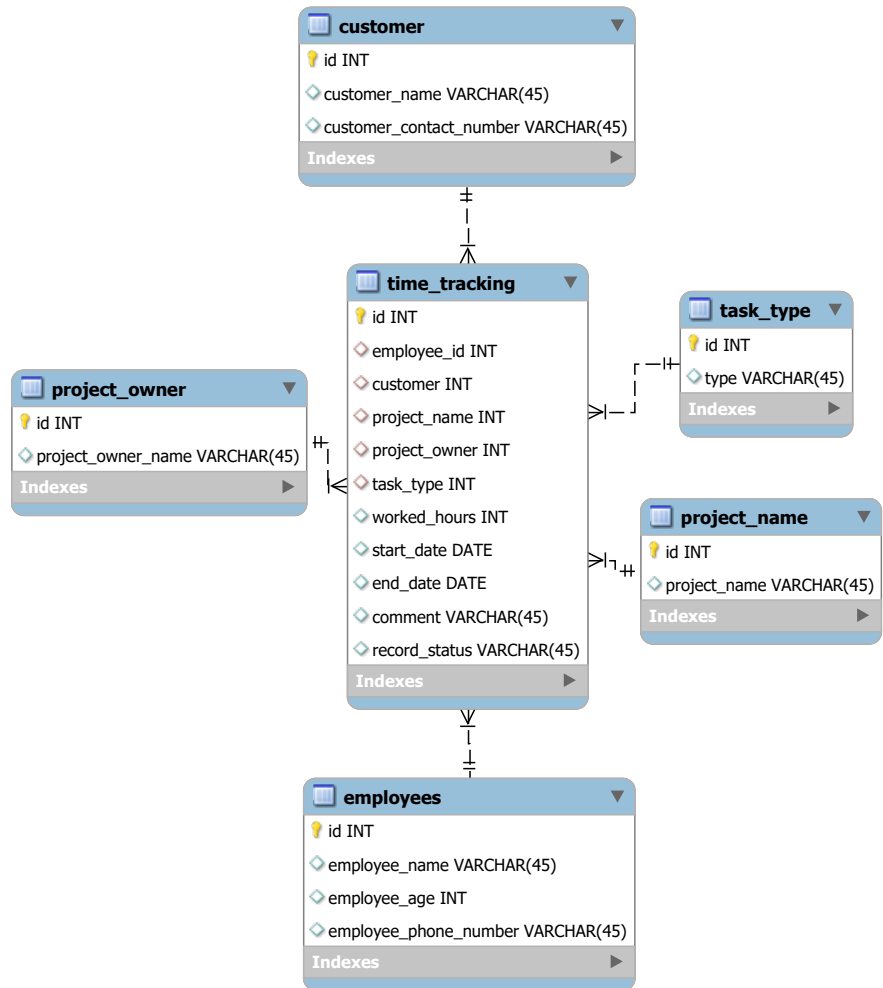 customer
id INT
customer_name VARCHAR(45)
customer_contact_number VARCHAR(45)
Indexes
time_tracking
id INT
employee_id INT
customer INT
project_name INT
project_owner INT
task_type INT
worked_hours INT
start_date DATE
end_date DATE
comment VARCHAR(45)
record_status VARCHAR(45)
Indexes
task_type
id INT
type VARCHAR(45)
Indexes
project_owner
id INT
project_owner_name VARCHAR(45)
Indexes
project_name
id INT
project_name VARCHAR(45)
Indexes
employees
id INT
employee_name VARCHAR(45)
employee_age INT
employee_phone_number VARCHAR(45)
Indexes